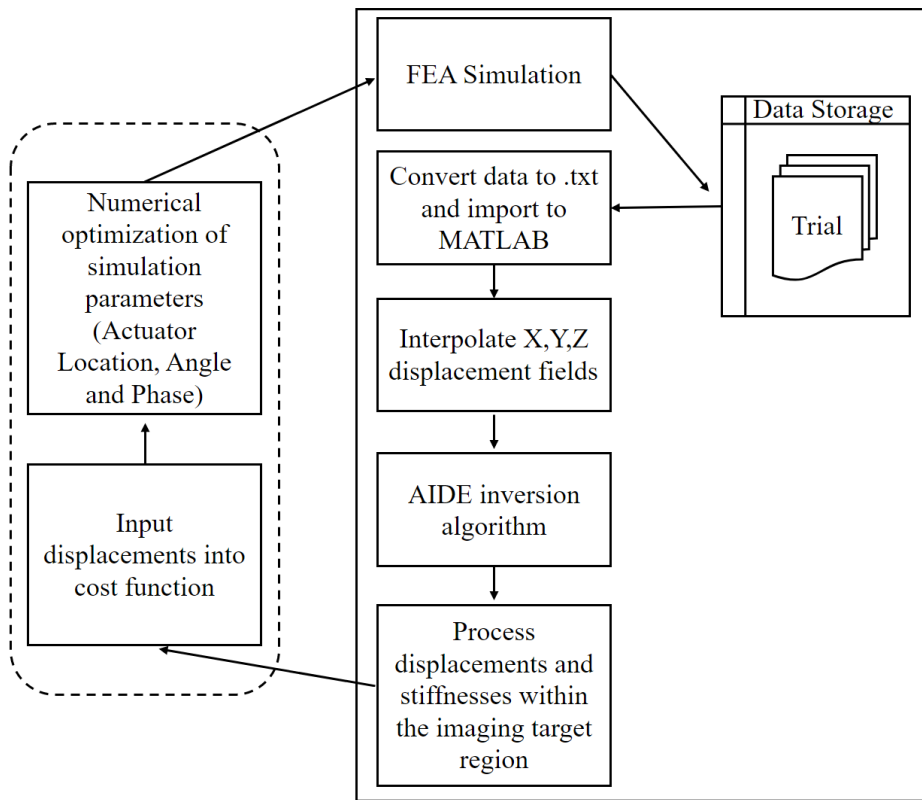 FEA Simulation
Data Storage
Trial
Convert data to .txt
and import to
MATLAB
Numerical
optimization of
simulation
parameters
(Actuator
Location, Angle
and Phase)
Interpolate X,Y,Z
displacement fields
AIDE inversion
algorithm
Input
displacements into
cost function
Process
displacements and
stiffnesses within
the imaging target
region